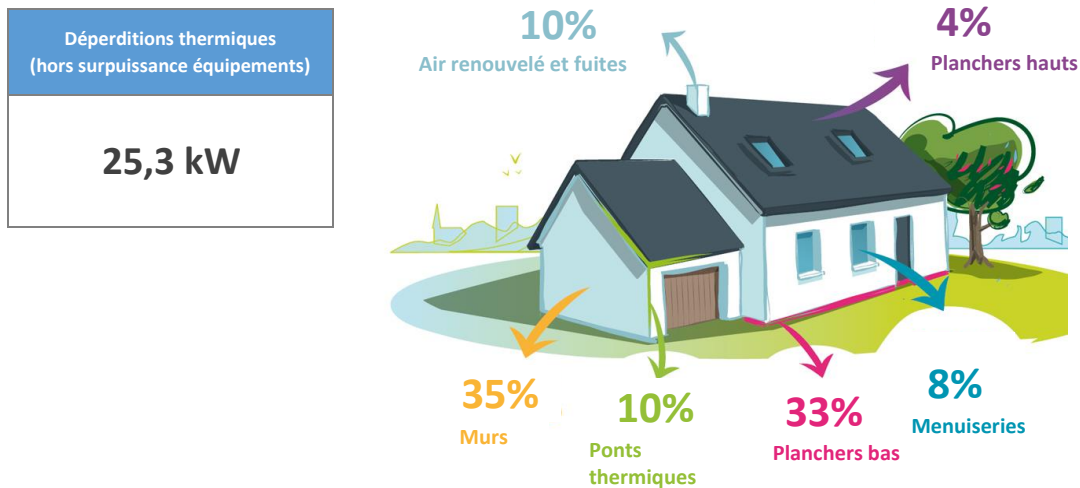 Déperditions thermiques
(hors surpuissance équipements)
25,3 kW
10%
Air renouvelé et fuites
4%
Planchers hauts
35%
Murs
10%
Ponts
thermiques
33%
Planchers bas
8%
Menuiseries